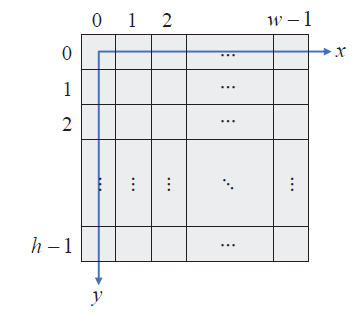 0 1 2 w − 1
0 ⋯ x
1 ⋯
2 ⋯
⋮ ⋮ ⋮ ⋱ ⋮
h − 1 ⋯
y